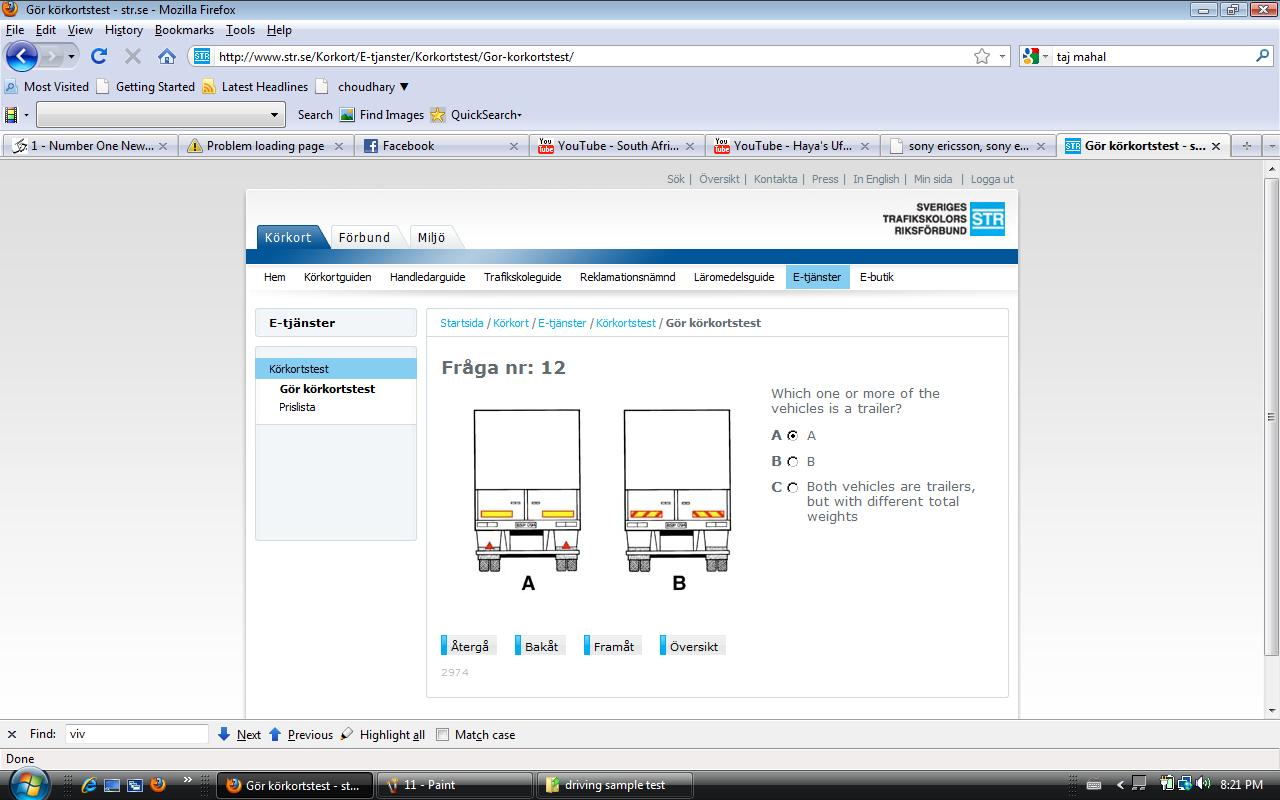 Gör körkortstest - str.se - Mozilla Firefox
File Edit View History Bookmarks Tools Help
STR http://www.str.se/Korkort/E-tjanster/Korkortstest/Gor-korkortstest/ taj mahal
Most Visited Getting Started Latest Headlines choudhary ▼
Search Find Images QuickSearch
1 - Number One New... Problem loading page Facebook YouTube - South Afri... YouTube - Haya's Uf... sony ericsson, sony e... Gör körkortstest - s...
Sök | Översikt | Kontakta | Press | In English | Min sida | Logga ut
SVERIGES
TRAFIKSKOLORS
RIKSFÖRBUND
STR
Körkort Förbund Miljö
Hem Körkortguiden Handledarguide Trafikskoleguide Reklamationsnämnd Läromedelsguide E-tjänster E-butik
E-tjänster
Körkortstest
Gör körkortstest
Prislista
Startsida / Körkort / E-tjänster / Körkortstest / Gör körkortstest
Fråga nr: 12
A
B
Which one or more of the
vehicles is a trailer?
A A
B B
C Both vehicles are trailers,
but with different total
weights
Återgå Bakåt Framåt Översikt
2974
Find: viv Next Previous Highlight all Match case
Done
Gör körkortstest - st... 11 - Paint driving sample test 8:21 PM